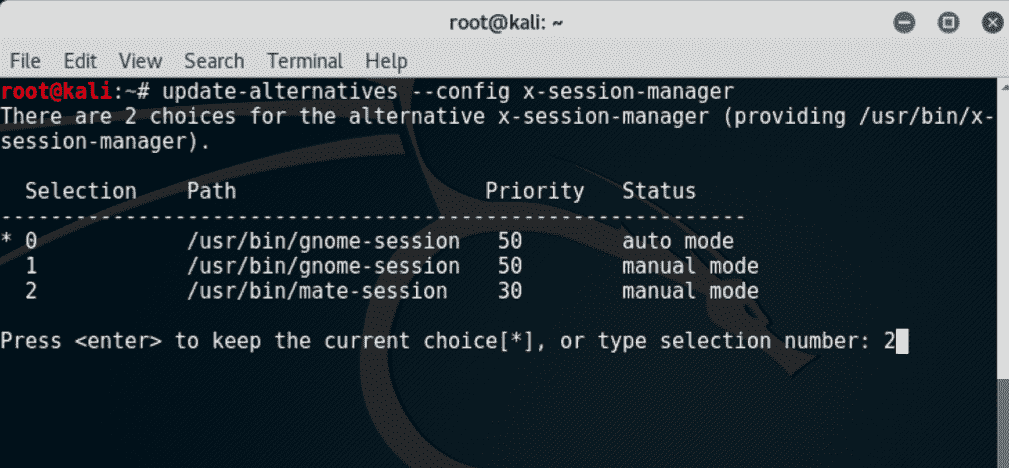 root@kali: ~
File Edit View Search Terminal Help
root@kali:~# update-alternatives --config x-session-manager
There are 2 choices for the alternative x-session-manager (providing /usr/bin/x-
session-manager).
Selection Path Priority Status
------------------------------------------------------------
* 0 /usr/bin/gnome-session 50 auto mode
1 /usr/bin/gnome-session 50 manual mode
2 /usr/bin/mate-session 30 manual mode
Press <enter> to keep the current choice[*], or type selection number: 2